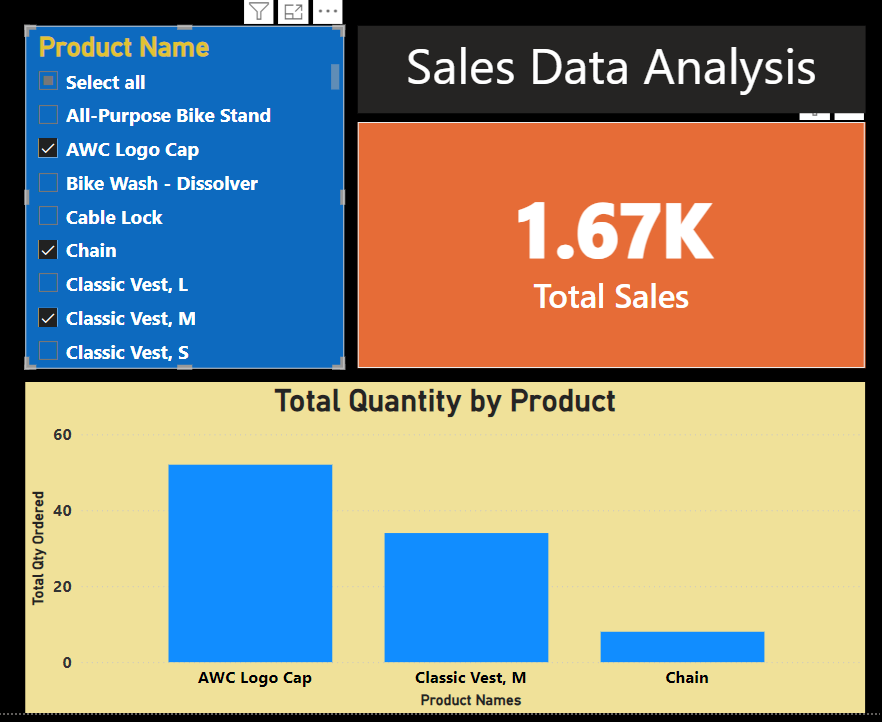 Product Name
Select all
All-Purpose Bike Stand
AWC Logo Cap
Bike Wash - Dissolver
Cable Lock
Chain
Classic Vest, L
Classic Vest, M
Classic Vest, S
Sales Data Analysis
1.67K
Total Sales
Total Quantity by Product
Total Qty Ordered
60
40
20
0
AWC Logo Cap Classic Vest, M Chain
Product Names